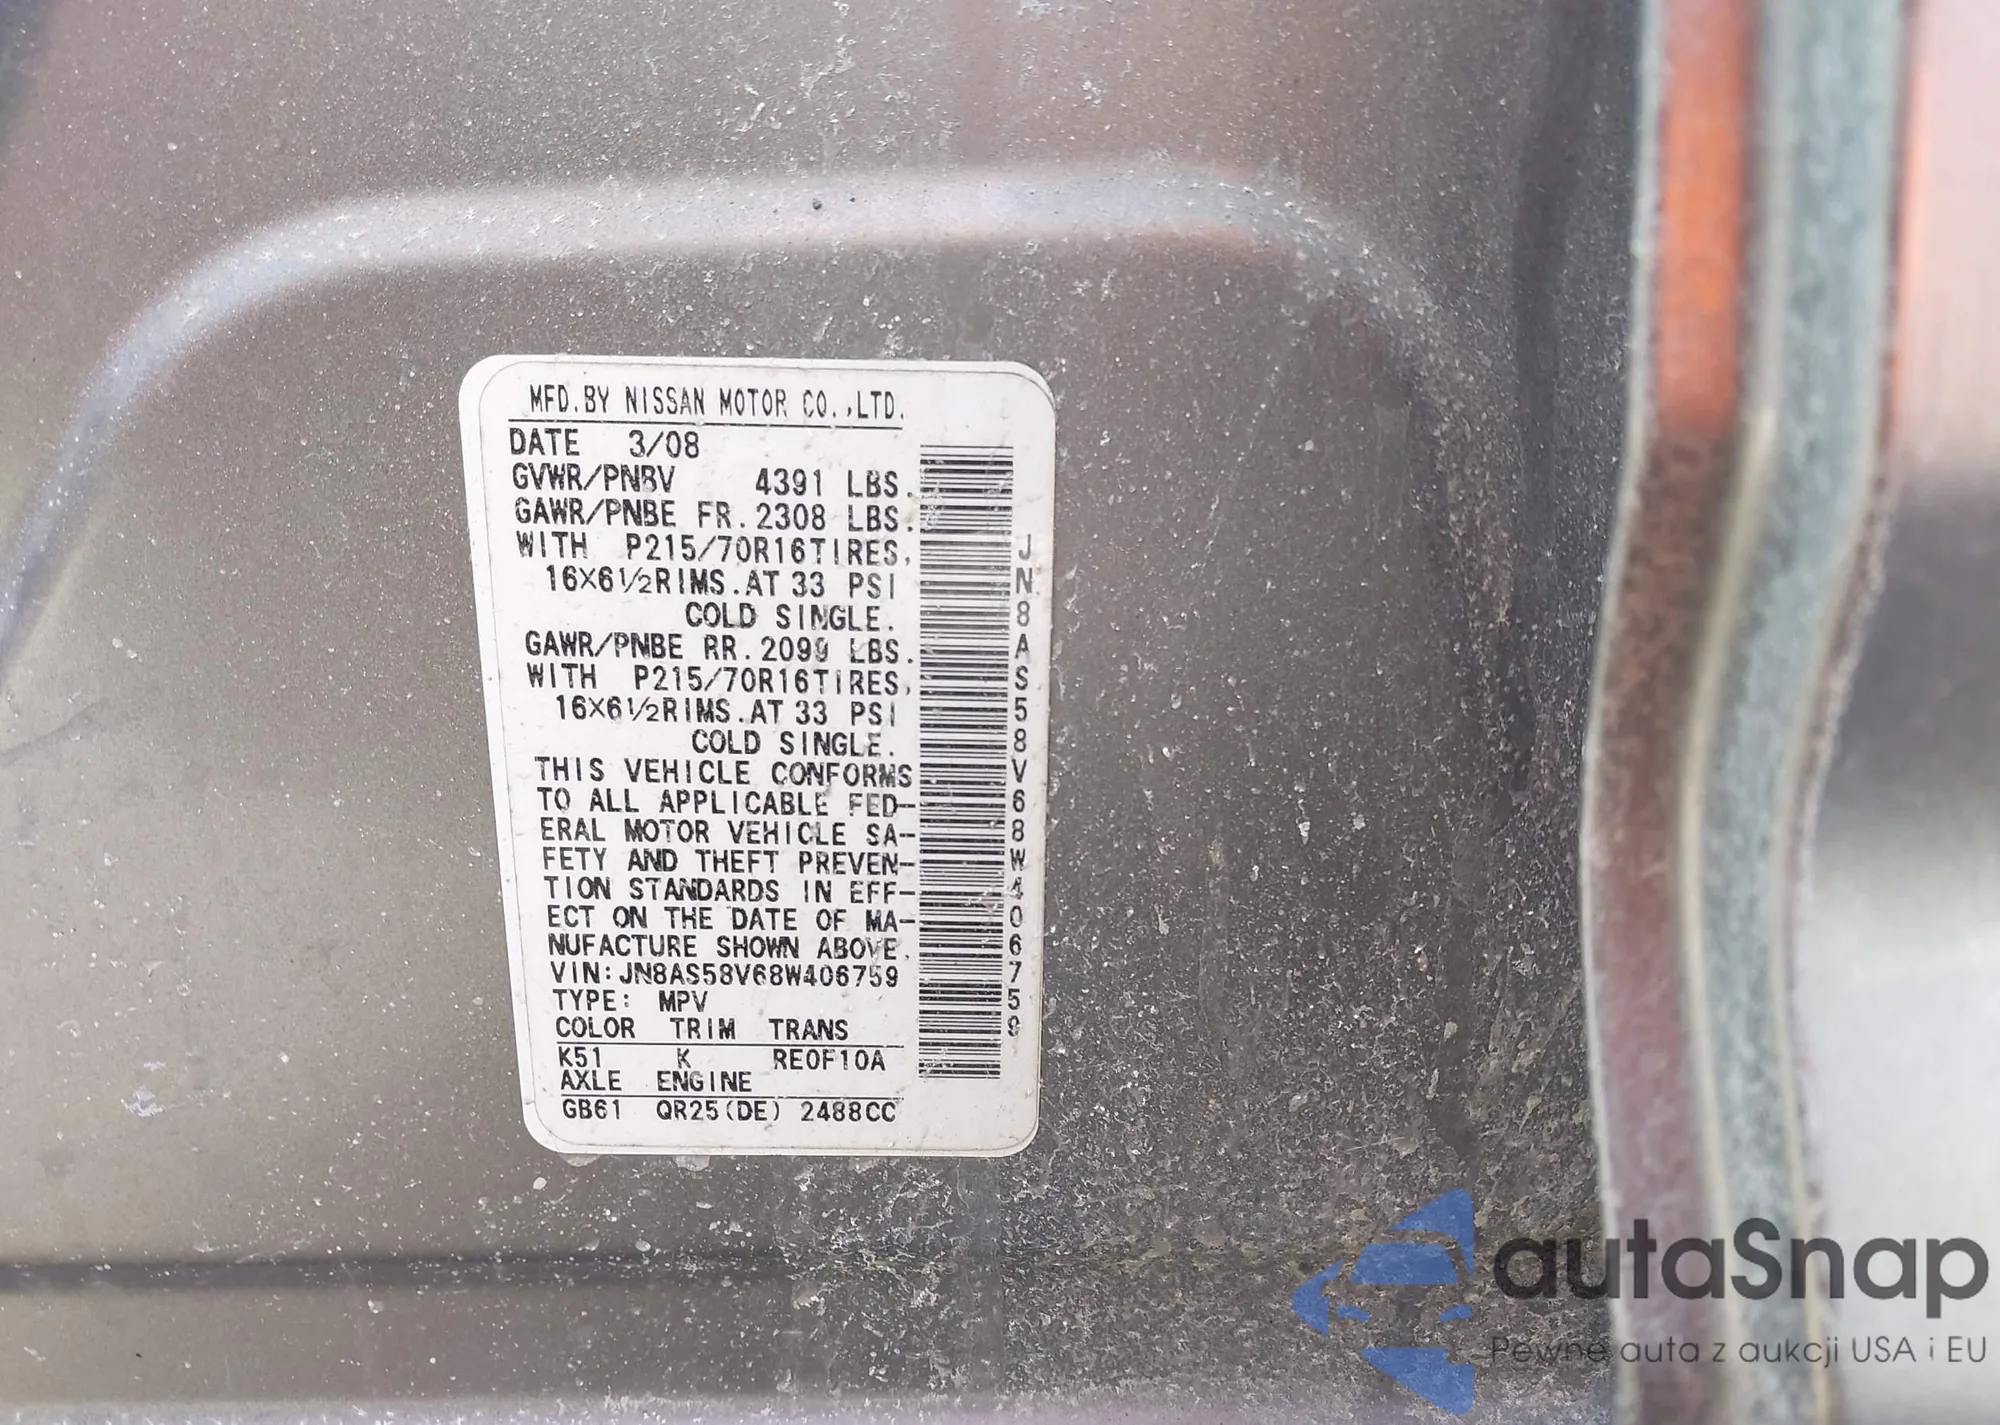 MFD.BY NISSAN MOTOR CO.,LTD.
DATE 3/08
GVWR/PNBV 4391 LBS.
GAWR/PNBE FR.2308 LBS.
WITH P215/70R16TIRES,
16X6½RIMS.AT 33 PSI
COLD SINGLE.
GAWR/PNBE RR.2099 LBS.
WITH P215/70R16TIRES,
16X6½RIMS.AT 33 PSI
COLD SINGLE.
THIS VEHICLE CONFORMS
TO ALL APPLICABLE FED-
ERAL MOTOR VEHICLE SA-
FETY AND THEFT PREVEN-
TION STANDARDS IN EFF-
ECT ON THE DATE OF MA-
NUFACTURE SHOWN ABOVE.
VIN:JN8AS58V68W406759
TYPE: MPV
COLOR TRIM TRANS
K51 K RE0F10A
AXLE ENGINE
GB61 QR25(DE) 2488CC
JN8AS58V68W406759
autaSnap
Pewne auta z aukcji USA i EU